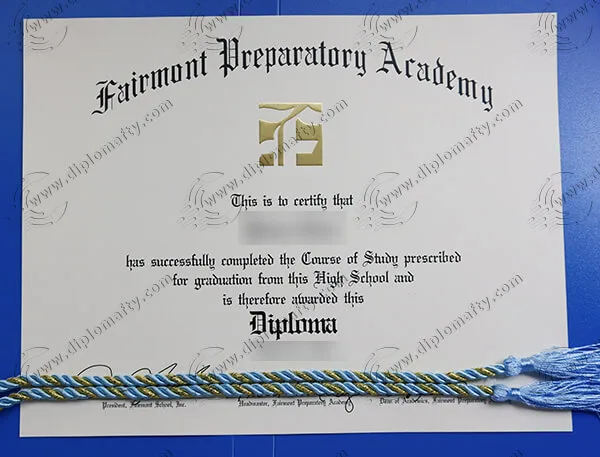 Fairmont Preparatory Academy
This is to certify that
has successfully completed the Course of Study prescribed
for graduation from this High School and
is therefore awarded this
Diploma
President, Fairmont School, Inc.
Headmaster, Fairmont Preparatory Academy
Dean of Academics, Fairmont Preparatory
www.diplomafty.com